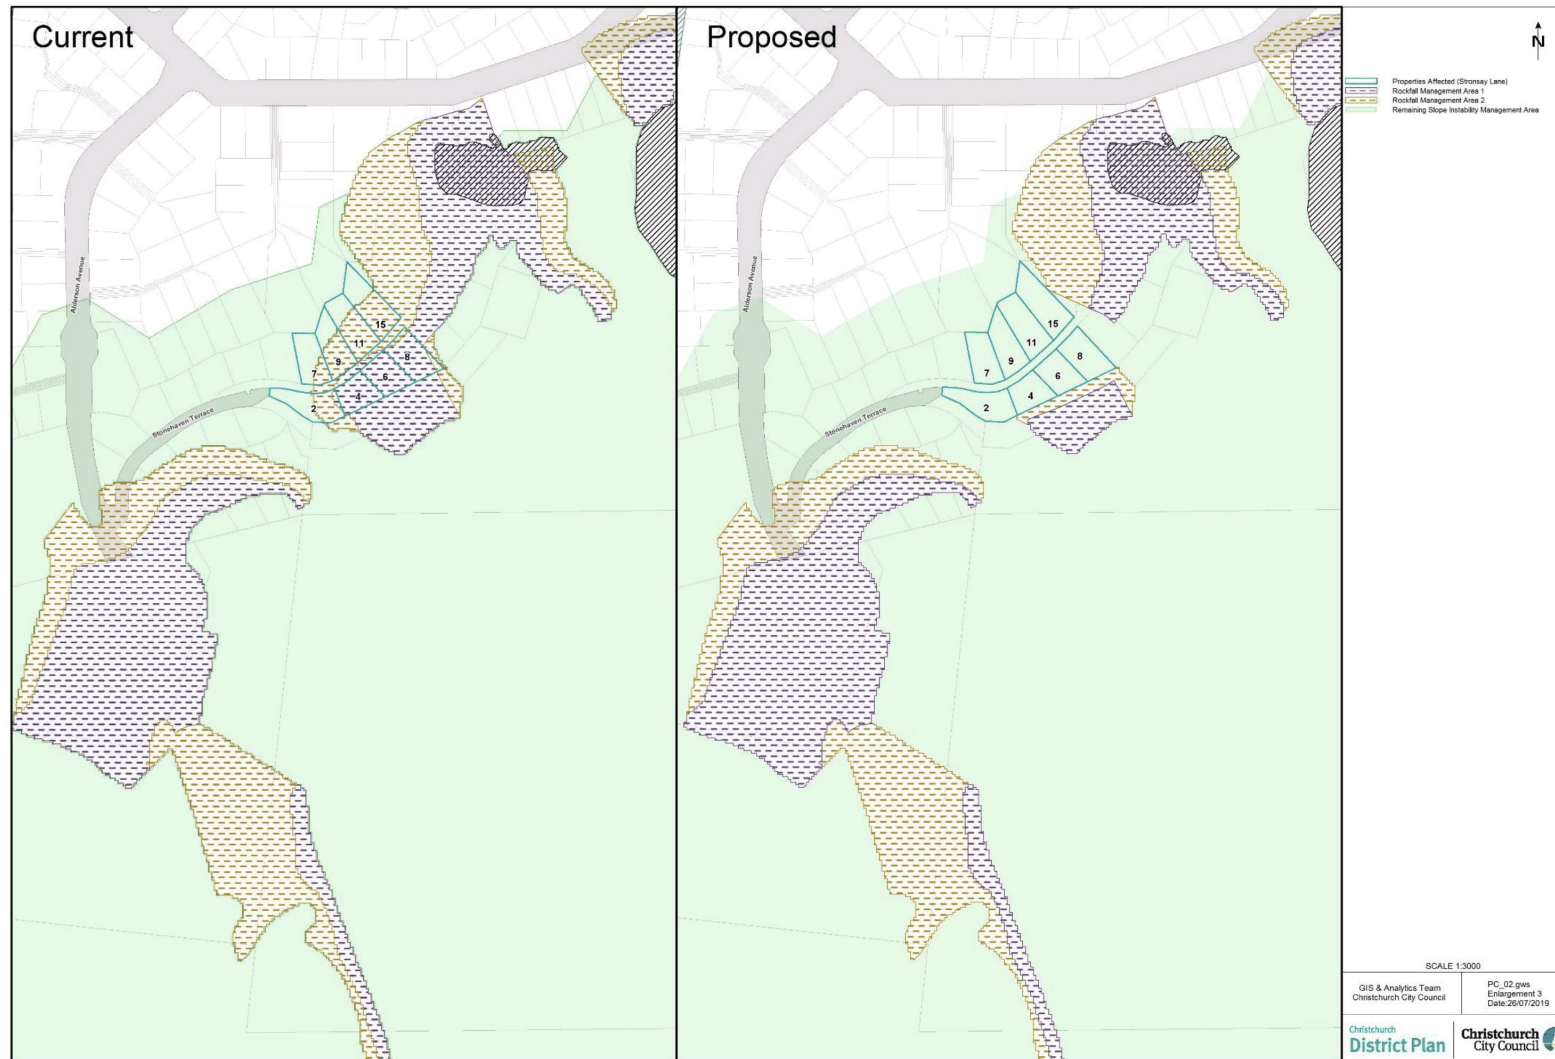 Current
Alderson Avenue
15
11
8
9
7
6
4
2
Stonehaven Terrace
Proposed
Alderson Avenue
15
11
8
9
7
6
4
2
Stonehaven Terrace
N
Properties Affected (Stronsay Lane)
Rockfall Management Area 1
Rockfall Management Area 2
Remaining Slope Instability Management Area
SCALE 1:3000
GIS & Analytics Team
Christchurch City Council
PC_02.gws
Enlargement 3
Date:26/07/2019
Christchurch
District Plan
Christchurch
City Council